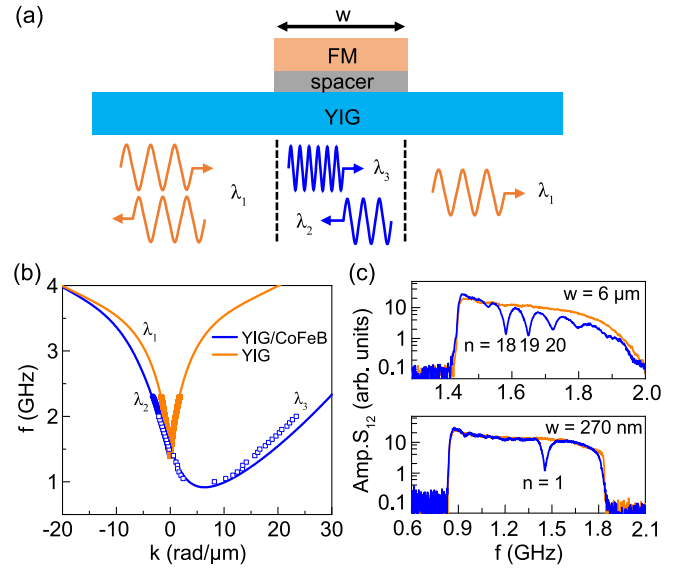 (a)
w
FM
spacer
YIG
λ1
λ3
λ2
λ1
(b)
4
3
2
1
f (GHz)
λ1
λ2
λ3
YIG/CoFeB
YIG
-20 -10 0 10 20 30
k (rad/μm)
(c)
Amp.S12 (arb. units)
10
1
0.1
w = 6 μm
n = 18 19 20
1.4 1.6 1.8 2.0
10
1
0.1
w = 270 nm
n = 1
0.6 0.9 1.2 1.5 1.8 2.1
f (GHz)